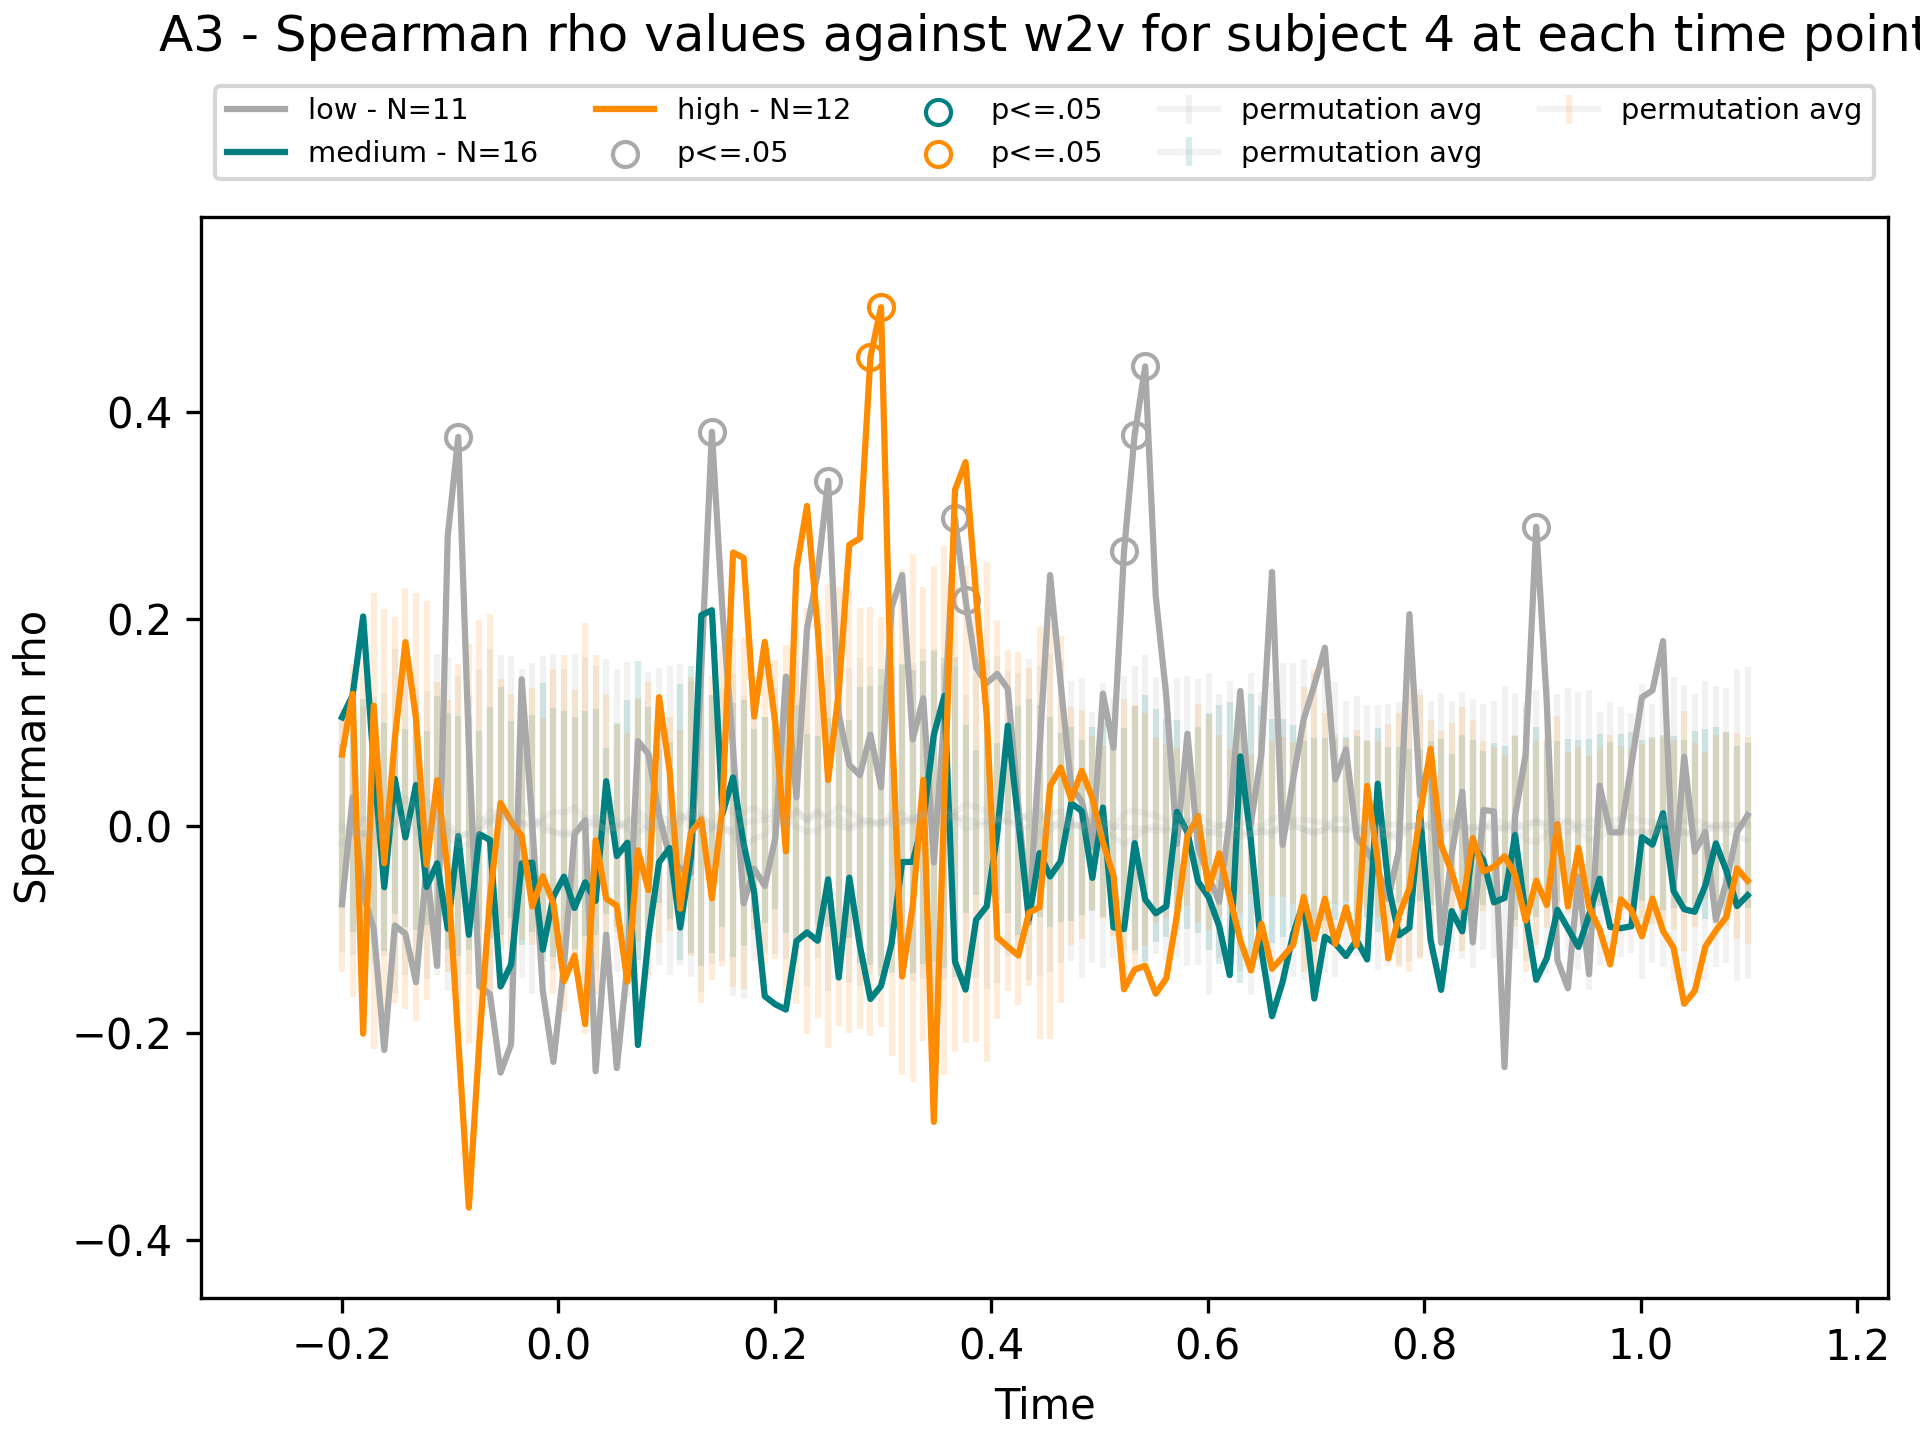 A3 - Spearman rho values against w2v for subject 4 at each time point
low - N=11
medium - N=16
high - N=12
p<=.05
p<=.05
p<=.05
permutation avg
permutation avg
permutation avg
Spearman rho
0.4
0.2
0.0
−0.2
−0.4
−0.2 0.0 0.2 0.4 0.6 0.8 1.0 1.2
Time